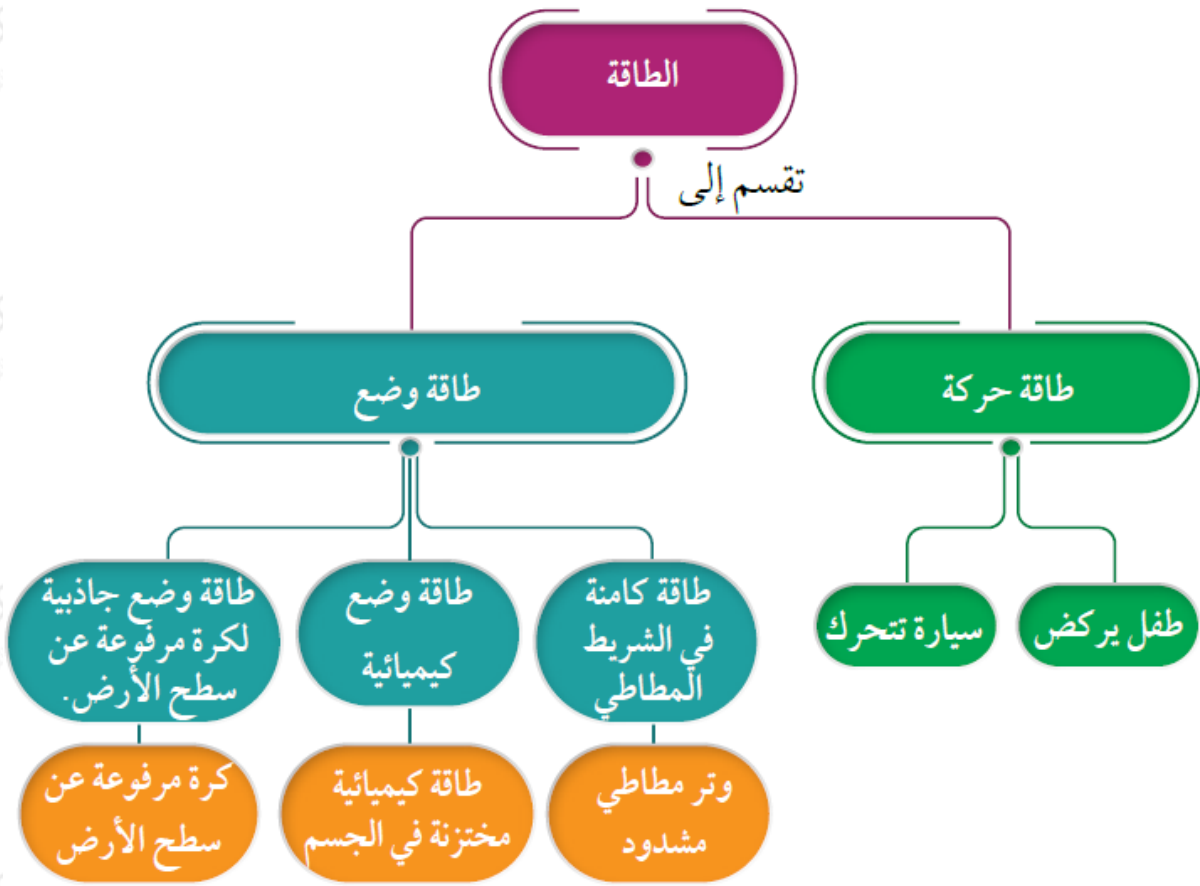 الطاقة
تقسم إلى
طاقة حركة
طاقة وضع
طفل يركض
سيارة تتحرك
طاقة كامنة
في الشريط
المطاطي
طاقة وضع
كيميائية
طاقة وضع جاذبية
لكرة مرفوعة عن
سطح الأرض.
وتر مطاطي
مشدود
طاقة كيميائية
مختزنة في الجسم
كرة مرفوعة عن
سطح الأرض